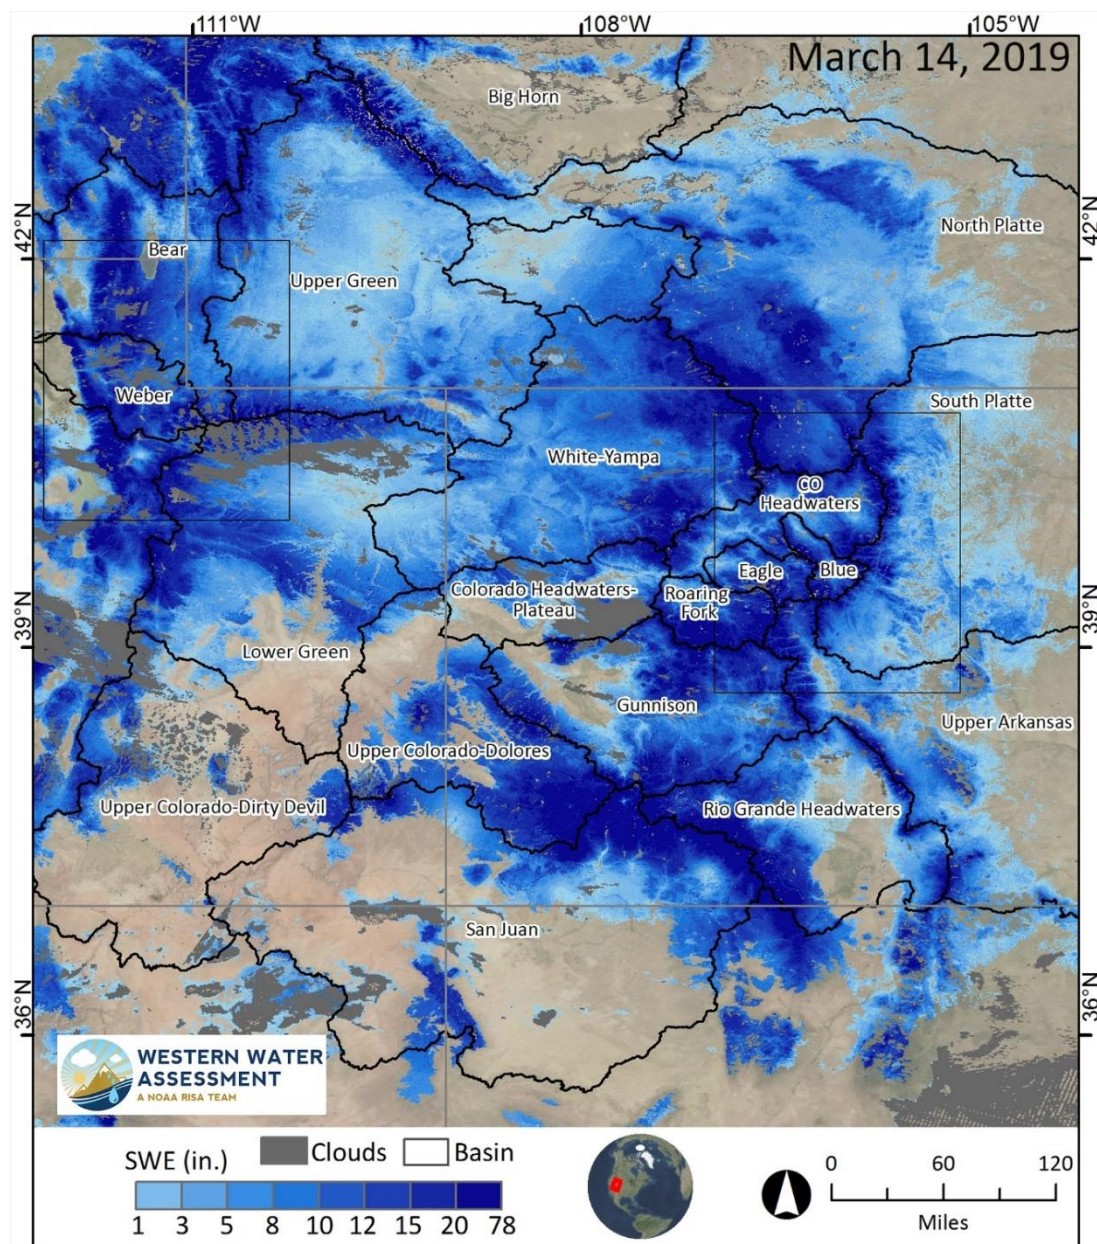 111°W
108°W
105°W
March 14, 2019
Big Horn
42°N
42°N
North Platte
Bear
Upper Green
Weber
South Platte
White-Yampa
CO
Headwaters
Eagle
Blue
Colorado Headwaters-
Plateau
Roaring
Fork
39°N
39°N
Lower Green
Gunnison
Upper Arkansas
Upper Colorado-Dolores
Upper Colorado-Dirty Devil
Rio Grande Headwaters
San Juan
36°N
36°N
WESTERN WATER
ASSESSMENT
A NOAA RISA TEAM
SWE (in.)
Clouds
Basin
1 3 5 8 10 12 15 20 78
0 60 120
Miles